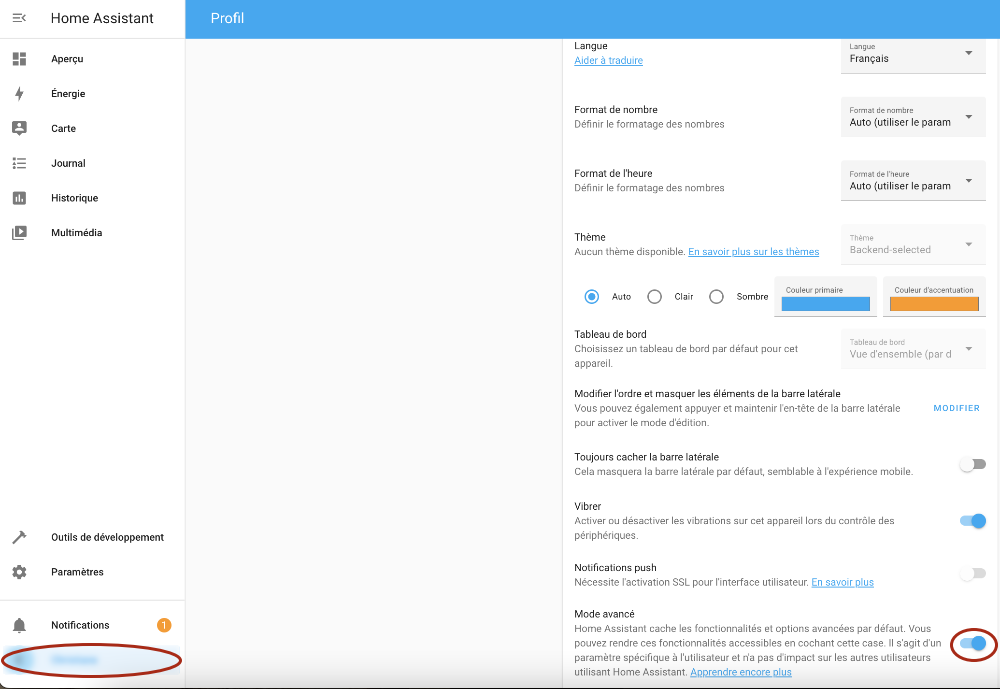 Home Assistant
Profil
Aperçu
Énergie
Carte
Journal
Historique
Multimédia
Outils de développement
Paramètres
Notifications
1
Langue
Aider à traduire
Langue
Français
Format de nombre
Définir le formatage des nombres
Format de nombre
Auto (utiliser le param
Format de l'heure
Définir le formatage des nombres
Format de l'heure
Auto (utiliser le param
Thème
Aucun thème disponible. En savoir plus sur les thèmes
Thème
Backend-selected
Auto
Clair
Sombre
Couleur primaire
Couleur d'accentuation
Tableau de bord
Choisissez un tableau de bord par défaut pour cet
appareil.
Tableau de bord
Vue d'ensemble (par d
Modifier l'ordre et masquer les éléments de la barre latérale
Vous pouvez également appuyer et maintenir l'en-tête de la barre latérale
pour activer le mode d'édition.
MODIFIER
Toujours cacher la barre latérale
Cela masquera la barre latérale par défaut, semblable à l'expérience mobile.
Vibrer
Activer ou désactiver les vibrations sur cet appareil lors du contrôle des
périphériques.
Notifications push
Nécessite l'activation SSL pour l'interface utilisateur. En savoir plus
Mode avancé
Home Assistant cache les fonctionnalités et options avancées par défaut. Vous
pouvez rendre ces fonctionnalités accessibles en cochant cette case. Il s'agit d'un
paramètre spécifique à l'utilisateur et n'a pas d'impact sur les autres utilisateurs
utilisant Home Assistant. Apprendre encore plus